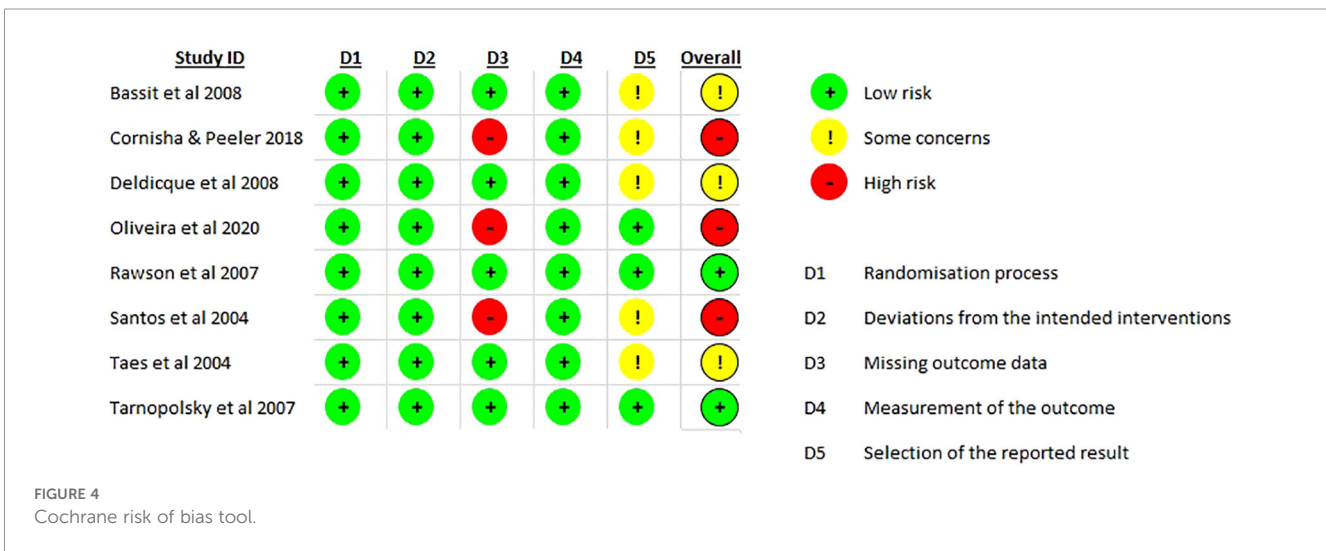 Study ID D1 D2 D3 D4 D5 Overall
Bassit et al 2008 + + + + ! !
Cornisha & Peeler 2018 + + - + ! -
Deldicque et al 2008 + + + + ! !
Oliveira et al 2020 + + - + + -
Rawson et al 2007 + + + + + +
Santos et al 2004 + + - + ! -
Taes et al 2004 + + + + ! !
Tarnopolsky et al 2007 + + + + + +
+ Low risk
! Some concerns
- High risk
D1 Randomisation process
D2 Deviations from the intended interventions
D3 Missing outcome data
D4 Measurement of the outcome
D5 Selection of the reported result
FIGURE 4
Cochrane risk of bias tool.